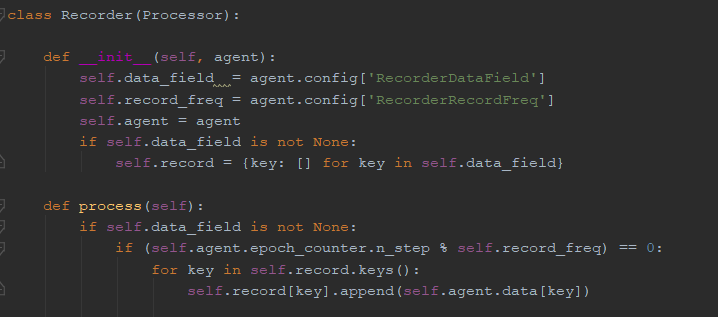 class Recorder(Processor):
def __init__(self, agent):
self.data_field  = agent.config['RecorderDataField']
self.record_freq = agent.config['RecorderRecordFreq']
self.agent = agent
if self.data_field is not None:
self.record = {key: [] for key in self.data_field}
def process(self):
if self.data_field is not None:
if (self.agent.epoch_counter.n_step % self.record_freq) == 0:
for key in self.record.keys():
self.record[key].append(self.agent.data[key])